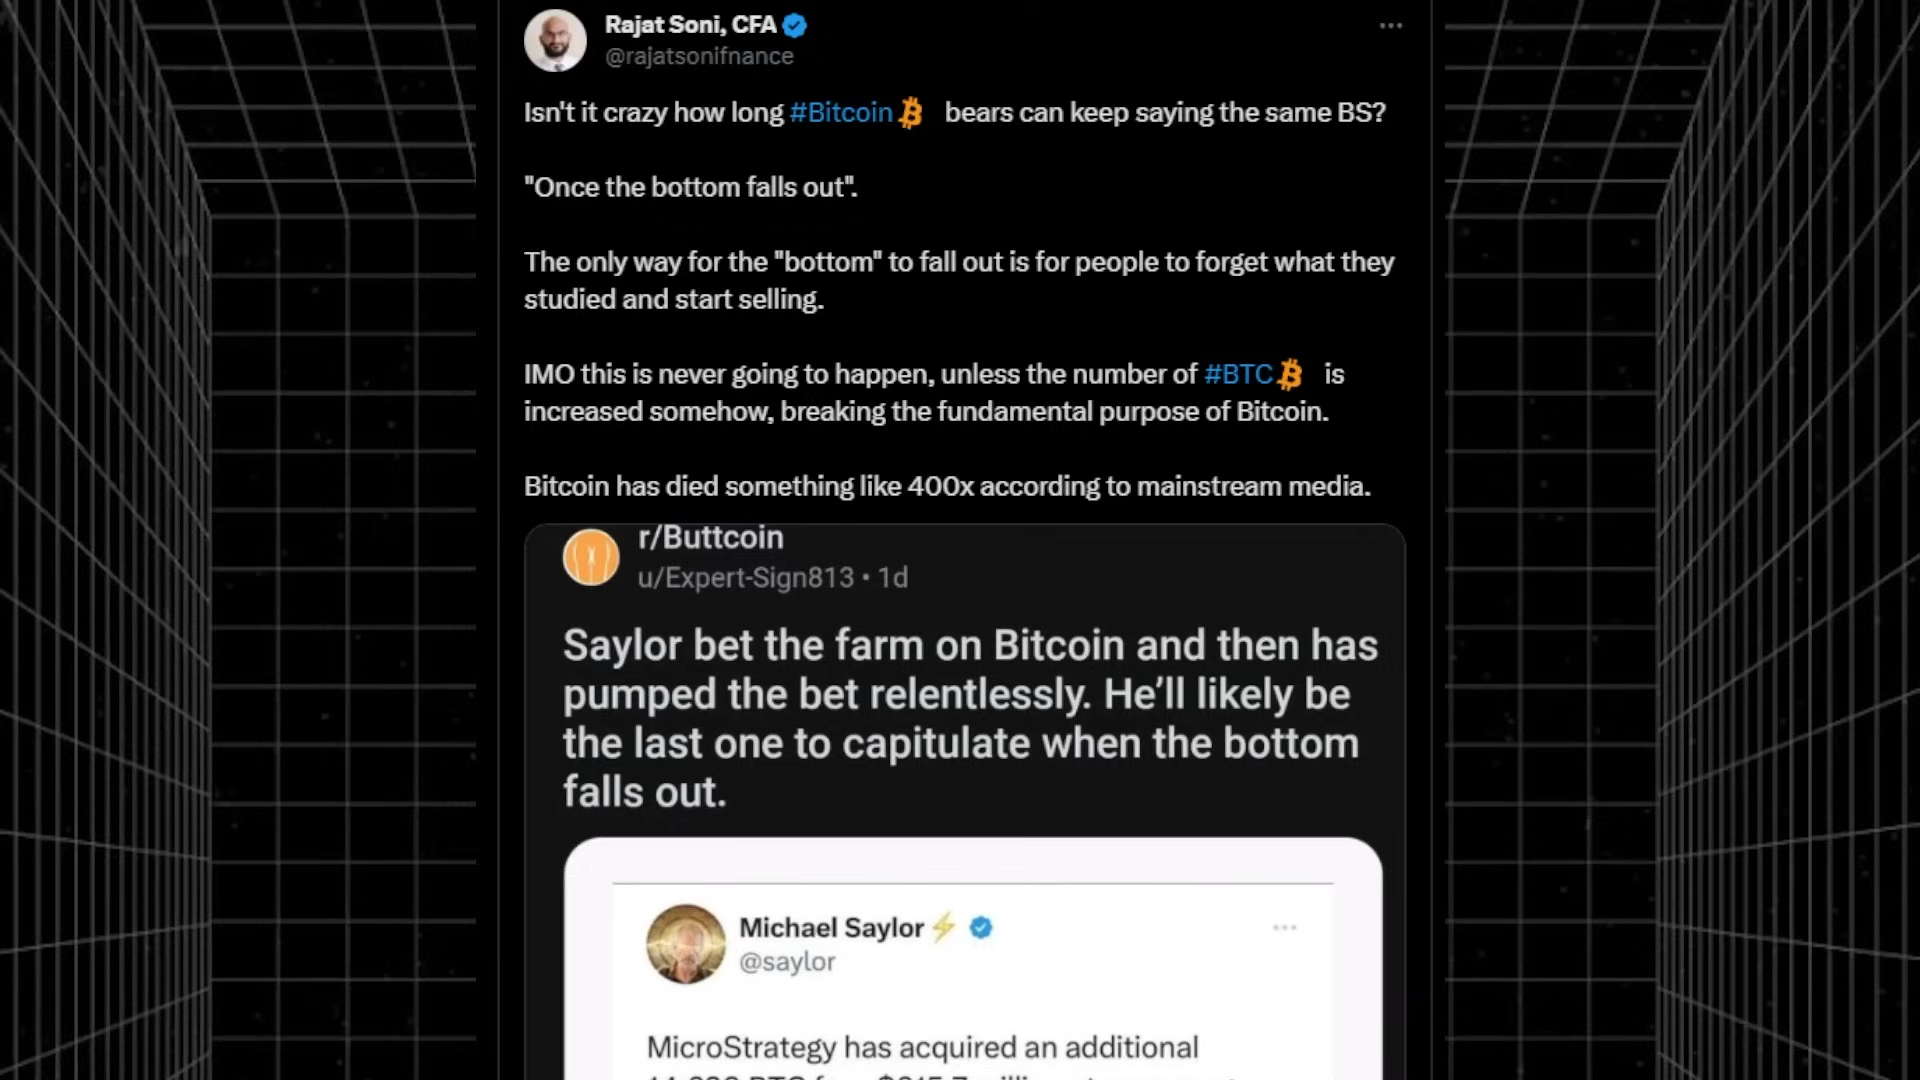 Rajat Soni, CFA
@rajatsonifnance
Isn't it crazy how long #Bitcoin bears can keep saying the same BS?
"Once the bottom falls out".
The only way for the "bottom" to fall out is for people to forget what they
studied and start selling.
IMO this is never going to happen, unless the number of #BTC is
increased somehow, breaking the fundamental purpose of Bitcoin.
Bitcoin has died something like 400x according to mainstream media.
r/Buttcoin
u/Expert-Sign813 • 1d
Saylor bet the farm on Bitcoin and then has
pumped the bet relentlessly. He’ll likely be
the last one to capitulate when the bottom
falls out.
Michael Saylor⚡
@saylor
MicroStrategy has acquired an additional